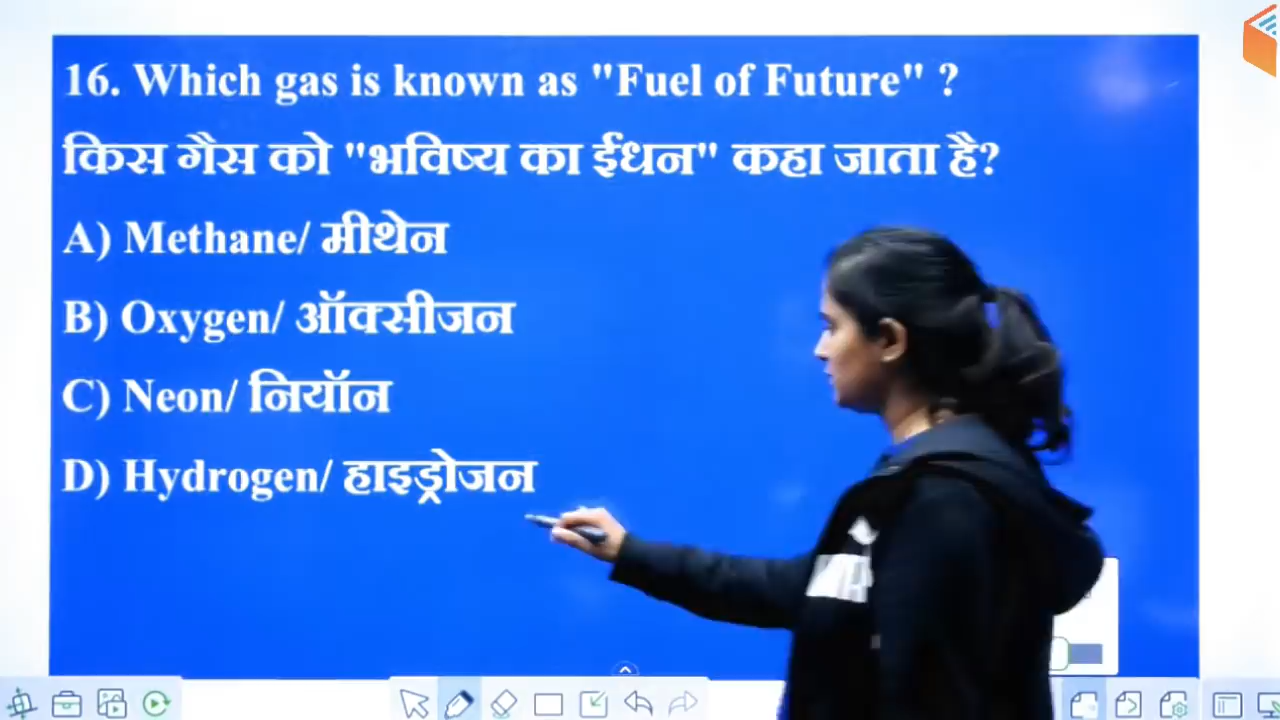 16. Which gas is known as "Fuel of Future" ?
किस गैस को "भविष्य का ईंधन" कहा जाता है?
A) Methane/ मीथेन
B) Oxygen/ ऑक्सीजन
C) Neon/ नियॉन
D) Hydrogen/ हाइड्रोजन